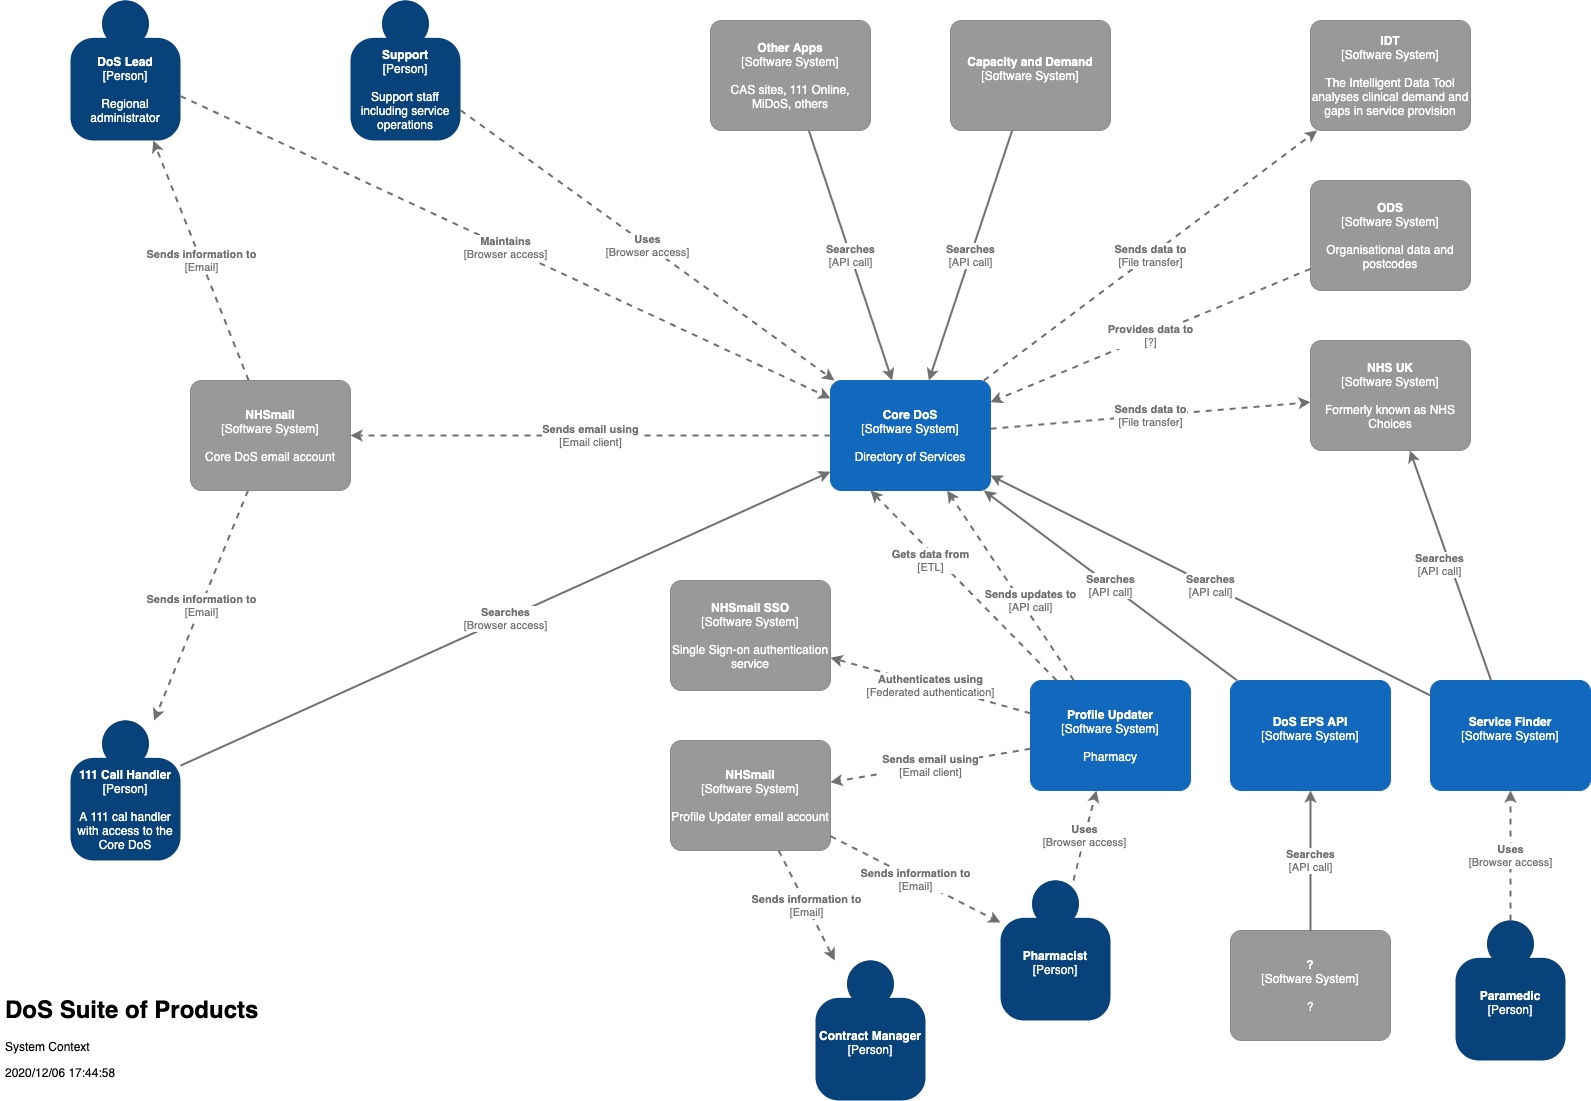 DoS Lead
[Person]
Regional
administrator
Support
[Person]
Support staff
including service
operations
Other Apps
[Software System]
CAS sites, 111 Online,
MiDoS, others
Capacity and Demand
[Software System]
IDT
[Software System]
The Intelligent Data Tool
analyses clinical demand and
gaps in service provision
ODS
[Software System]
Organisational data and
postcodes
Sends information to
[Email]
Maintains
[Browser access]
Uses
[Browser access]
Searches
[API call]
Searches
[API call]
Sends data to
[File transfer]
Provides data to
[?]
NHS UK
[Software System]
Formerly known as NHS
Choices
NHSmail
[Software System]
Core DoS email account
Sends email using
[Email client]
Core DoS
[Software System]
Directory of Services
Sends data to
[File transfer]
Gets data from
[ETL]
Sends updates to
[API call]
Searches
[API call]
Searches
[API call]
Searches
[API call]
Sends information to
[Email]
Searches
[Browser access]
NHSmail SSO
[Software System]
Single Sign-on authentication
service
Authenticates using
[Federated authentication]
Profile Updater
[Software System]
Pharmacy
DoS EPS API
[Software System]
Service Finder
[Software System]
111 Call Handler
[Person]
A 111 cal handler
with access to the
Core DoS
NHSmail
[Software System]
Profile Updater email account
Sends email using
[Email client]
Uses
[Browser access]
Searches
[API call]
Uses
[Browser access]
Sends information to
[Email]
Sends information to
[Email]
Pharmacist
[Person]
?
[Software System]
?
Paramedic
[Person]
Contract Manager
[Person]
DoS Suite of Products
System Context
2020/12/06 17:44:58